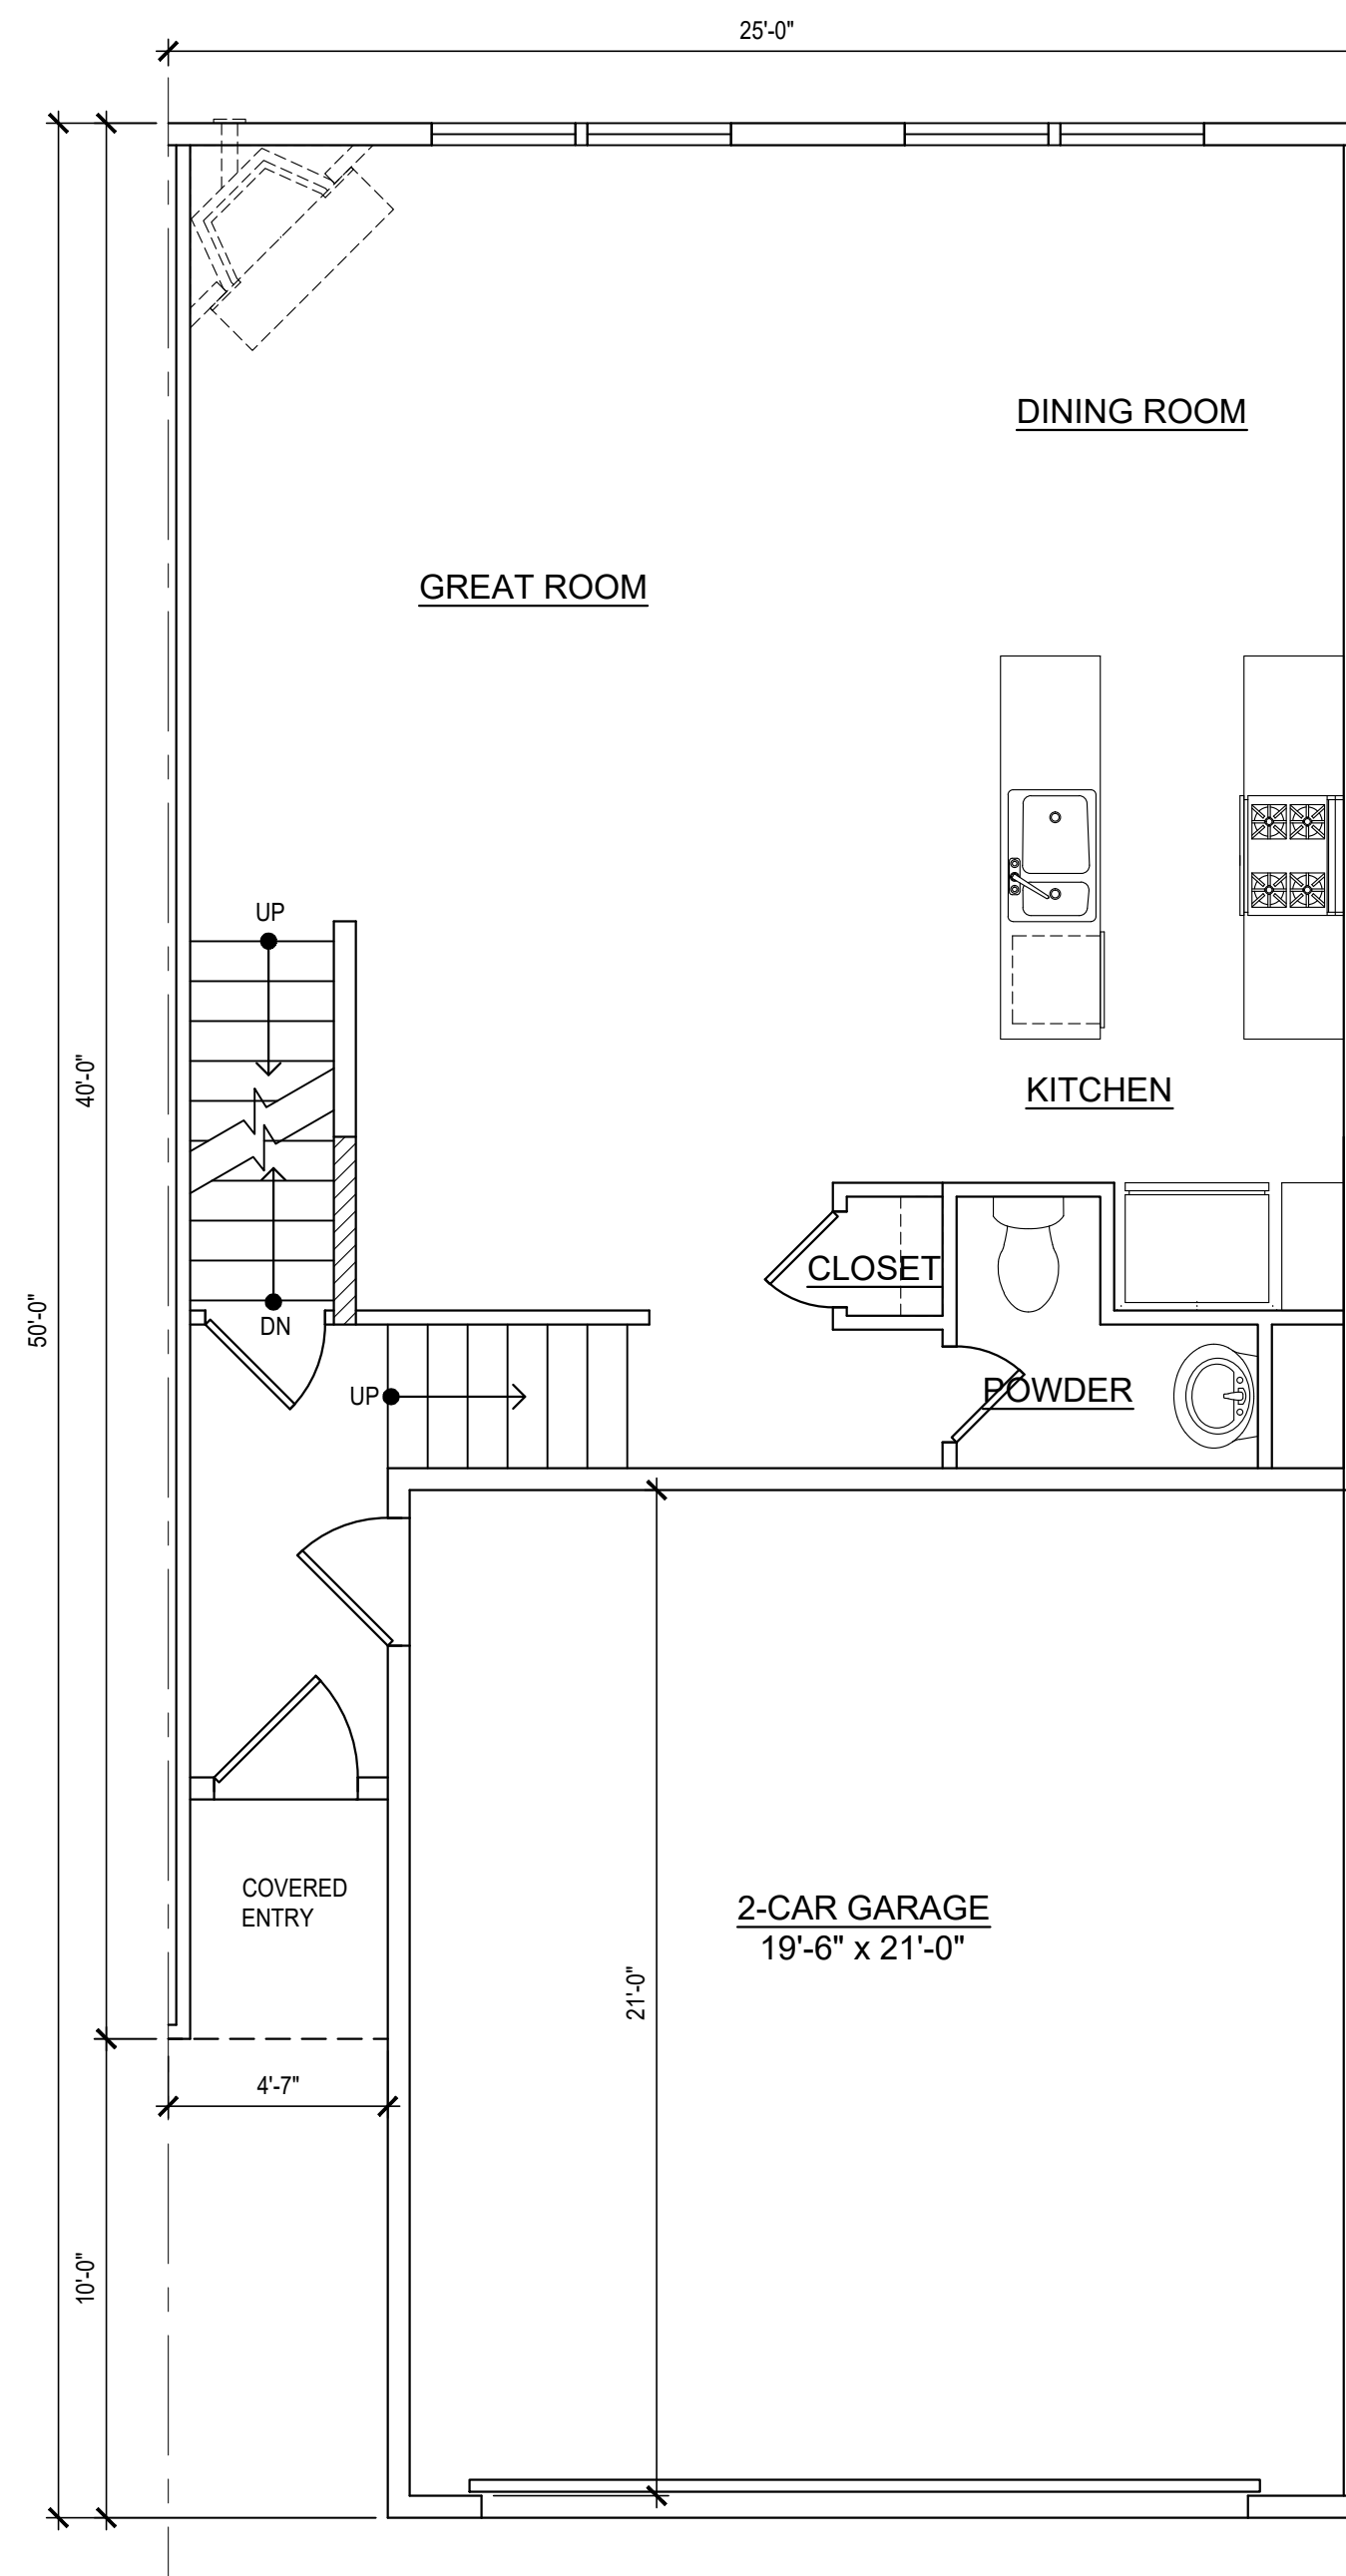 25'-0"
DINING ROOM
GREAT ROOM
UP
40'-0"
KITCHEN
CLOSET
50'-0"
DN
UP
POWDER
COVERED
ENTRY
2-CAR GARAGE
19'-6" x 21'-0"
21'-0"
4'-7"
10'-0"